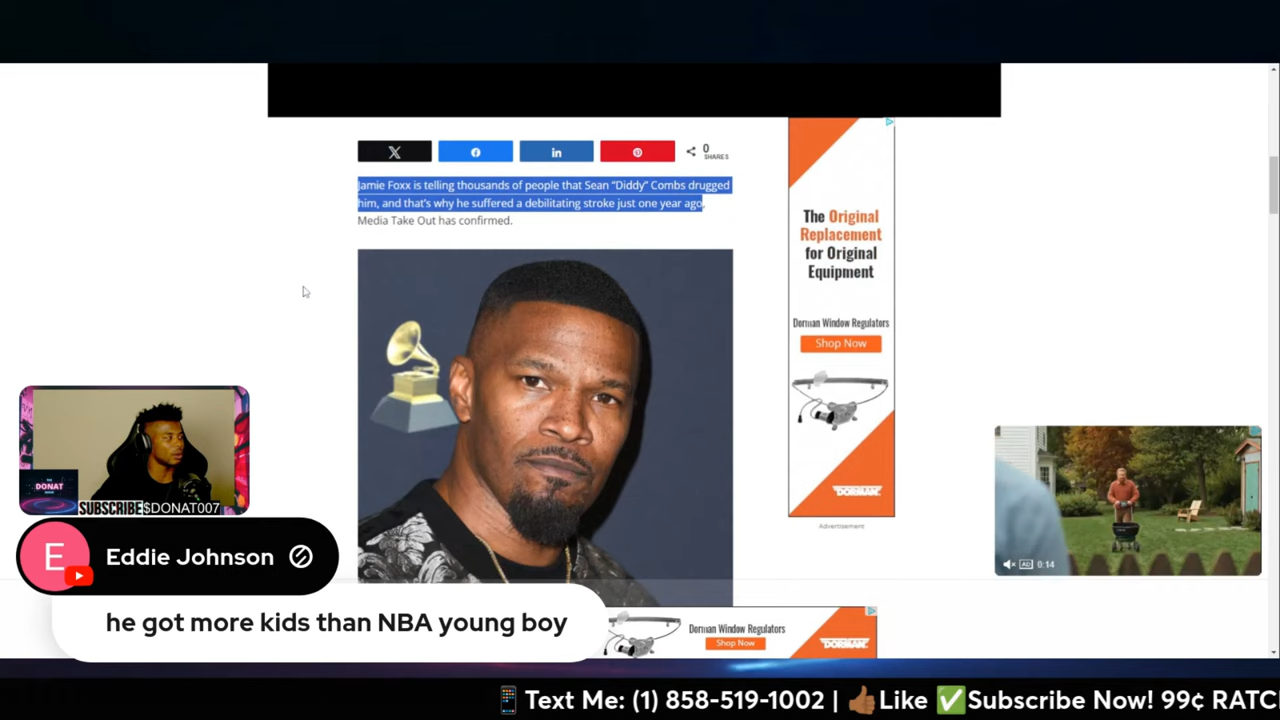 0
SHARES
Jamie Foxx is telling thousands of people that Sean “Diddy” Combs drugged
him, and that's why he suffered a debilitating stroke just one year ago,
Media Take Out has confirmed.
The Original
Replacement
for Original
Equipment
Dorman Window Regulators
Shop Now
DORMAN
Advertisement
THE
DONAT
SUBSCRIBE$DONAT007
E
Eddie Johnson
he got more kids than NBA young boy
AD 0:14
Dorman Window Regulators
Shop Now
DORMAN
Text Me: (1) 858-519-1002 | 👍🏾Like ✅Subscribe Now! 99¢ RATC